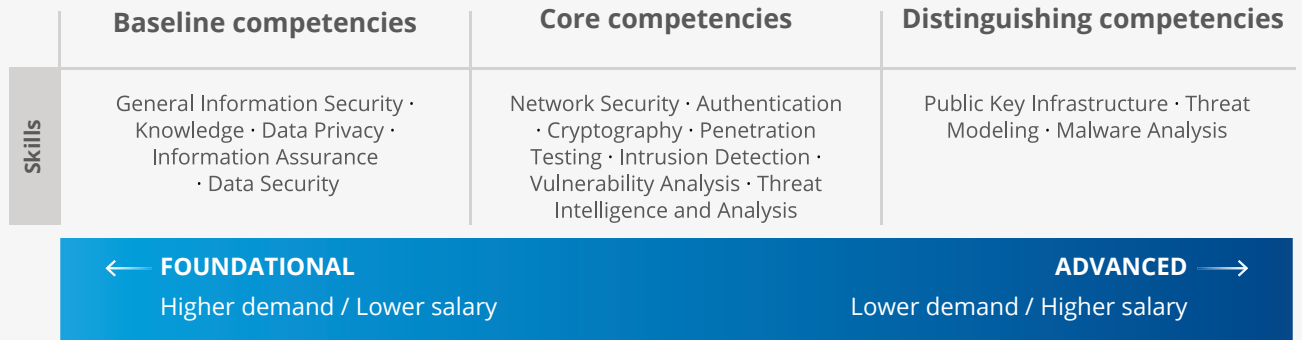 Baseline competencies
Core competencies
Distinguishing competencies
Skills
General Information Security ·
Knowledge · Data Privacy ·
Information Assurance
· Data Security
Network Security · Authentication
· Cryptography · Penetration
Testing · Intrusion Detection ·
Vulnerability Analysis · Threat
Intelligence and Analysis
Public Key Infrastructure · Threat
Modeling · Malware Analysis
← FOUNDATIONAL
Higher demand / Lower salary
ADVANCED →
Lower demand / Higher salary